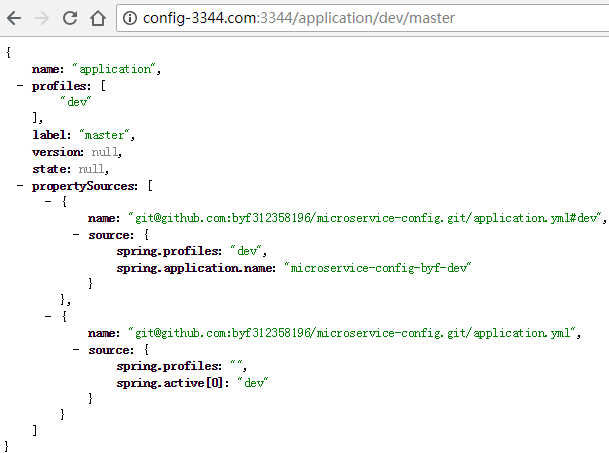 config-3344.com:3344/application/dev/master
{
name: "application",
- profiles: [
"dev"
],
label: "master",
version: null,
state: null,
- propertySources: [
- {
name: "git@github.com:byf312358196/microservice-config.git/application.yml#dev",
- source: {
spring.profiles: "dev",
spring.application.name: "microservice-config-byf-dev"
}
},
- {
name: "git@github.com:byf312358196/microservice-config.git/application.yml",
- source: {
spring.profiles: "",
spring.active[0]: "dev"
}
}
]
}